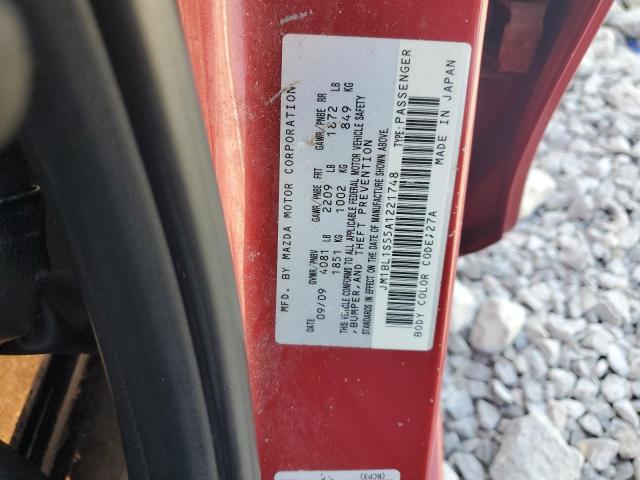 MFD. BY MAZDA MOTOR CORPORATION
DATE GVWR/PNBV GAWR/PNBE FRT GAWR/PNBE RR
09/09 4081 LB 2209 LB 1872 LB
1851 KG 1002 KG 849 KG
THIS VEHICLE CONFORMS TO ALL APPLICABLE FEDERAL MOTOR VEHICLE SAFETY
,BUMPER,AND THEFT PREVENTION
STANDARDS IN EFFECT ON THE DATE OF MANUFACTURE SHOWN ABOVE.
JM1BL1S55A1221748 TYPE:PASSENGER
BODY COLOR CODE;27A MADE IN JAPAN
(BCP3)